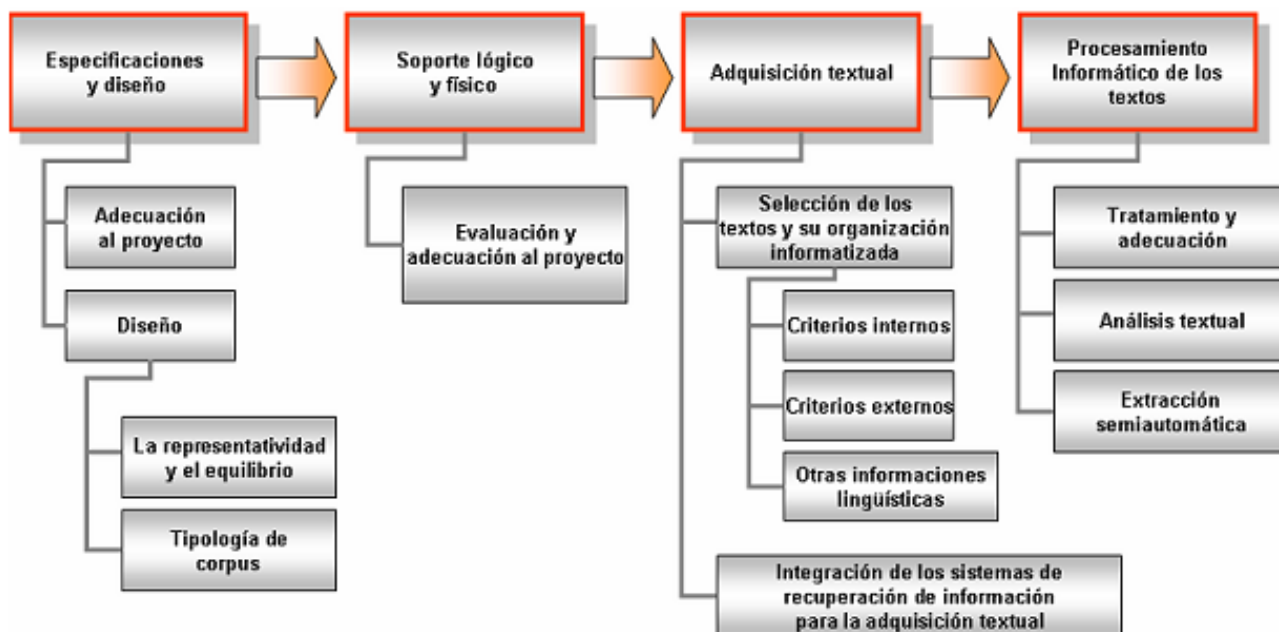 Especificaciones
y diseño
Soporte lógico
y físico
Adquisición textual
Procesamiento
Informático de los
textos
Adecuación
al proyecto
Diseño
La representatividad
y el equilibrio
Tipología de
corpus
Evaluación y
adecuación al proyecto
Selección de los
textos y su organización
informatizada
Criterios internos
Criterios externos
Otras informaciones
lingüísticas
Integración de los sistemas de
recuperación de información
para la adquisición textual
Tratamiento y
adecuación
Análisis textual
Extracción
semiautomática